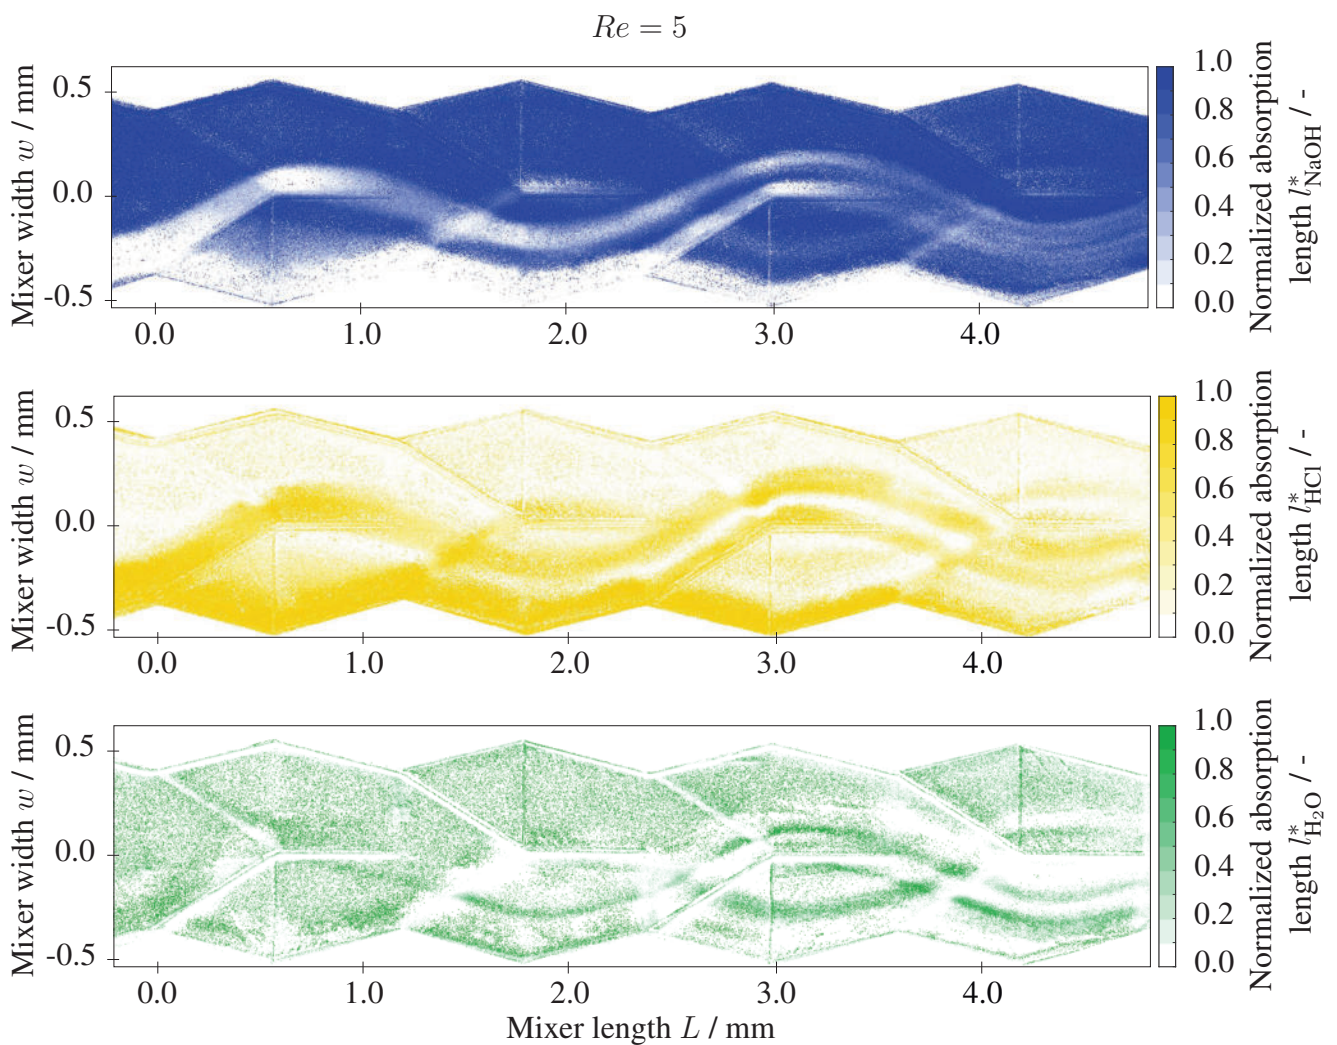 Re = 5
Mixer width w / mm
0.5
0.0
-0.5
0.0 1.0 2.0 3.0 4.0
1.0
0.8
0.6
0.4
0.2
0.0
Normalized absorption
length l*NaOH / -
Mixer width w / mm
0.5
0.0
-0.5
0.0 1.0 2.0 3.0 4.0
1.0
0.8
0.6
0.4
0.2
0.0
Normalized absorption
length l*HCl / -
Mixer width w / mm
0.5
0.0
-0.5
0.0 1.0 2.0 3.0 4.0
Mixer length L / mm
1.0
0.8
0.6
0.4
0.2
0.0
Normalized absorption
length l*H₂O / -